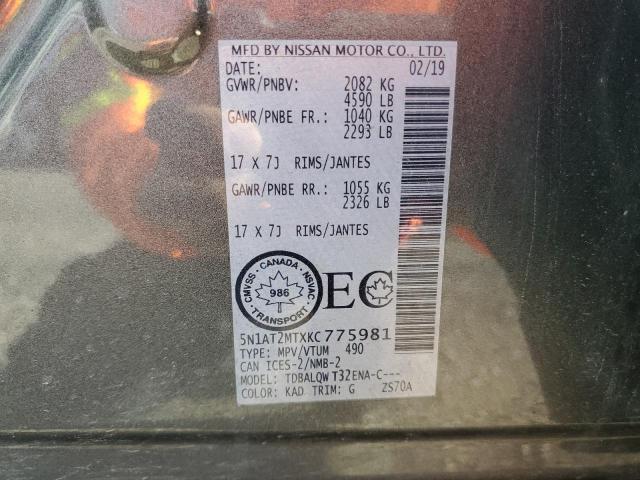 MFD BY NISSAN MOTOR CO., LTD.
DATE: 02/19
GVWR/PNBV: 2082 KG
4590 LB
GAWR/PNBE FR.: 1040 KG
2293 LB
17 X 7J RIMS/JANTES
GAWR/PNBE RR.: 1055 KG
2326 LB
17 X 7J RIMS/JANTES
CANADA
CMVSS NSVAC
986
TRANSPORT
EC
5N1AT2MTXKC775981
TYPE: MPV/VTUM 490
CAN ICES-2/NMB-2
MODEL: TDBALQW T32ENA-C---
COLOR: KAD TRIM: G ZS70A